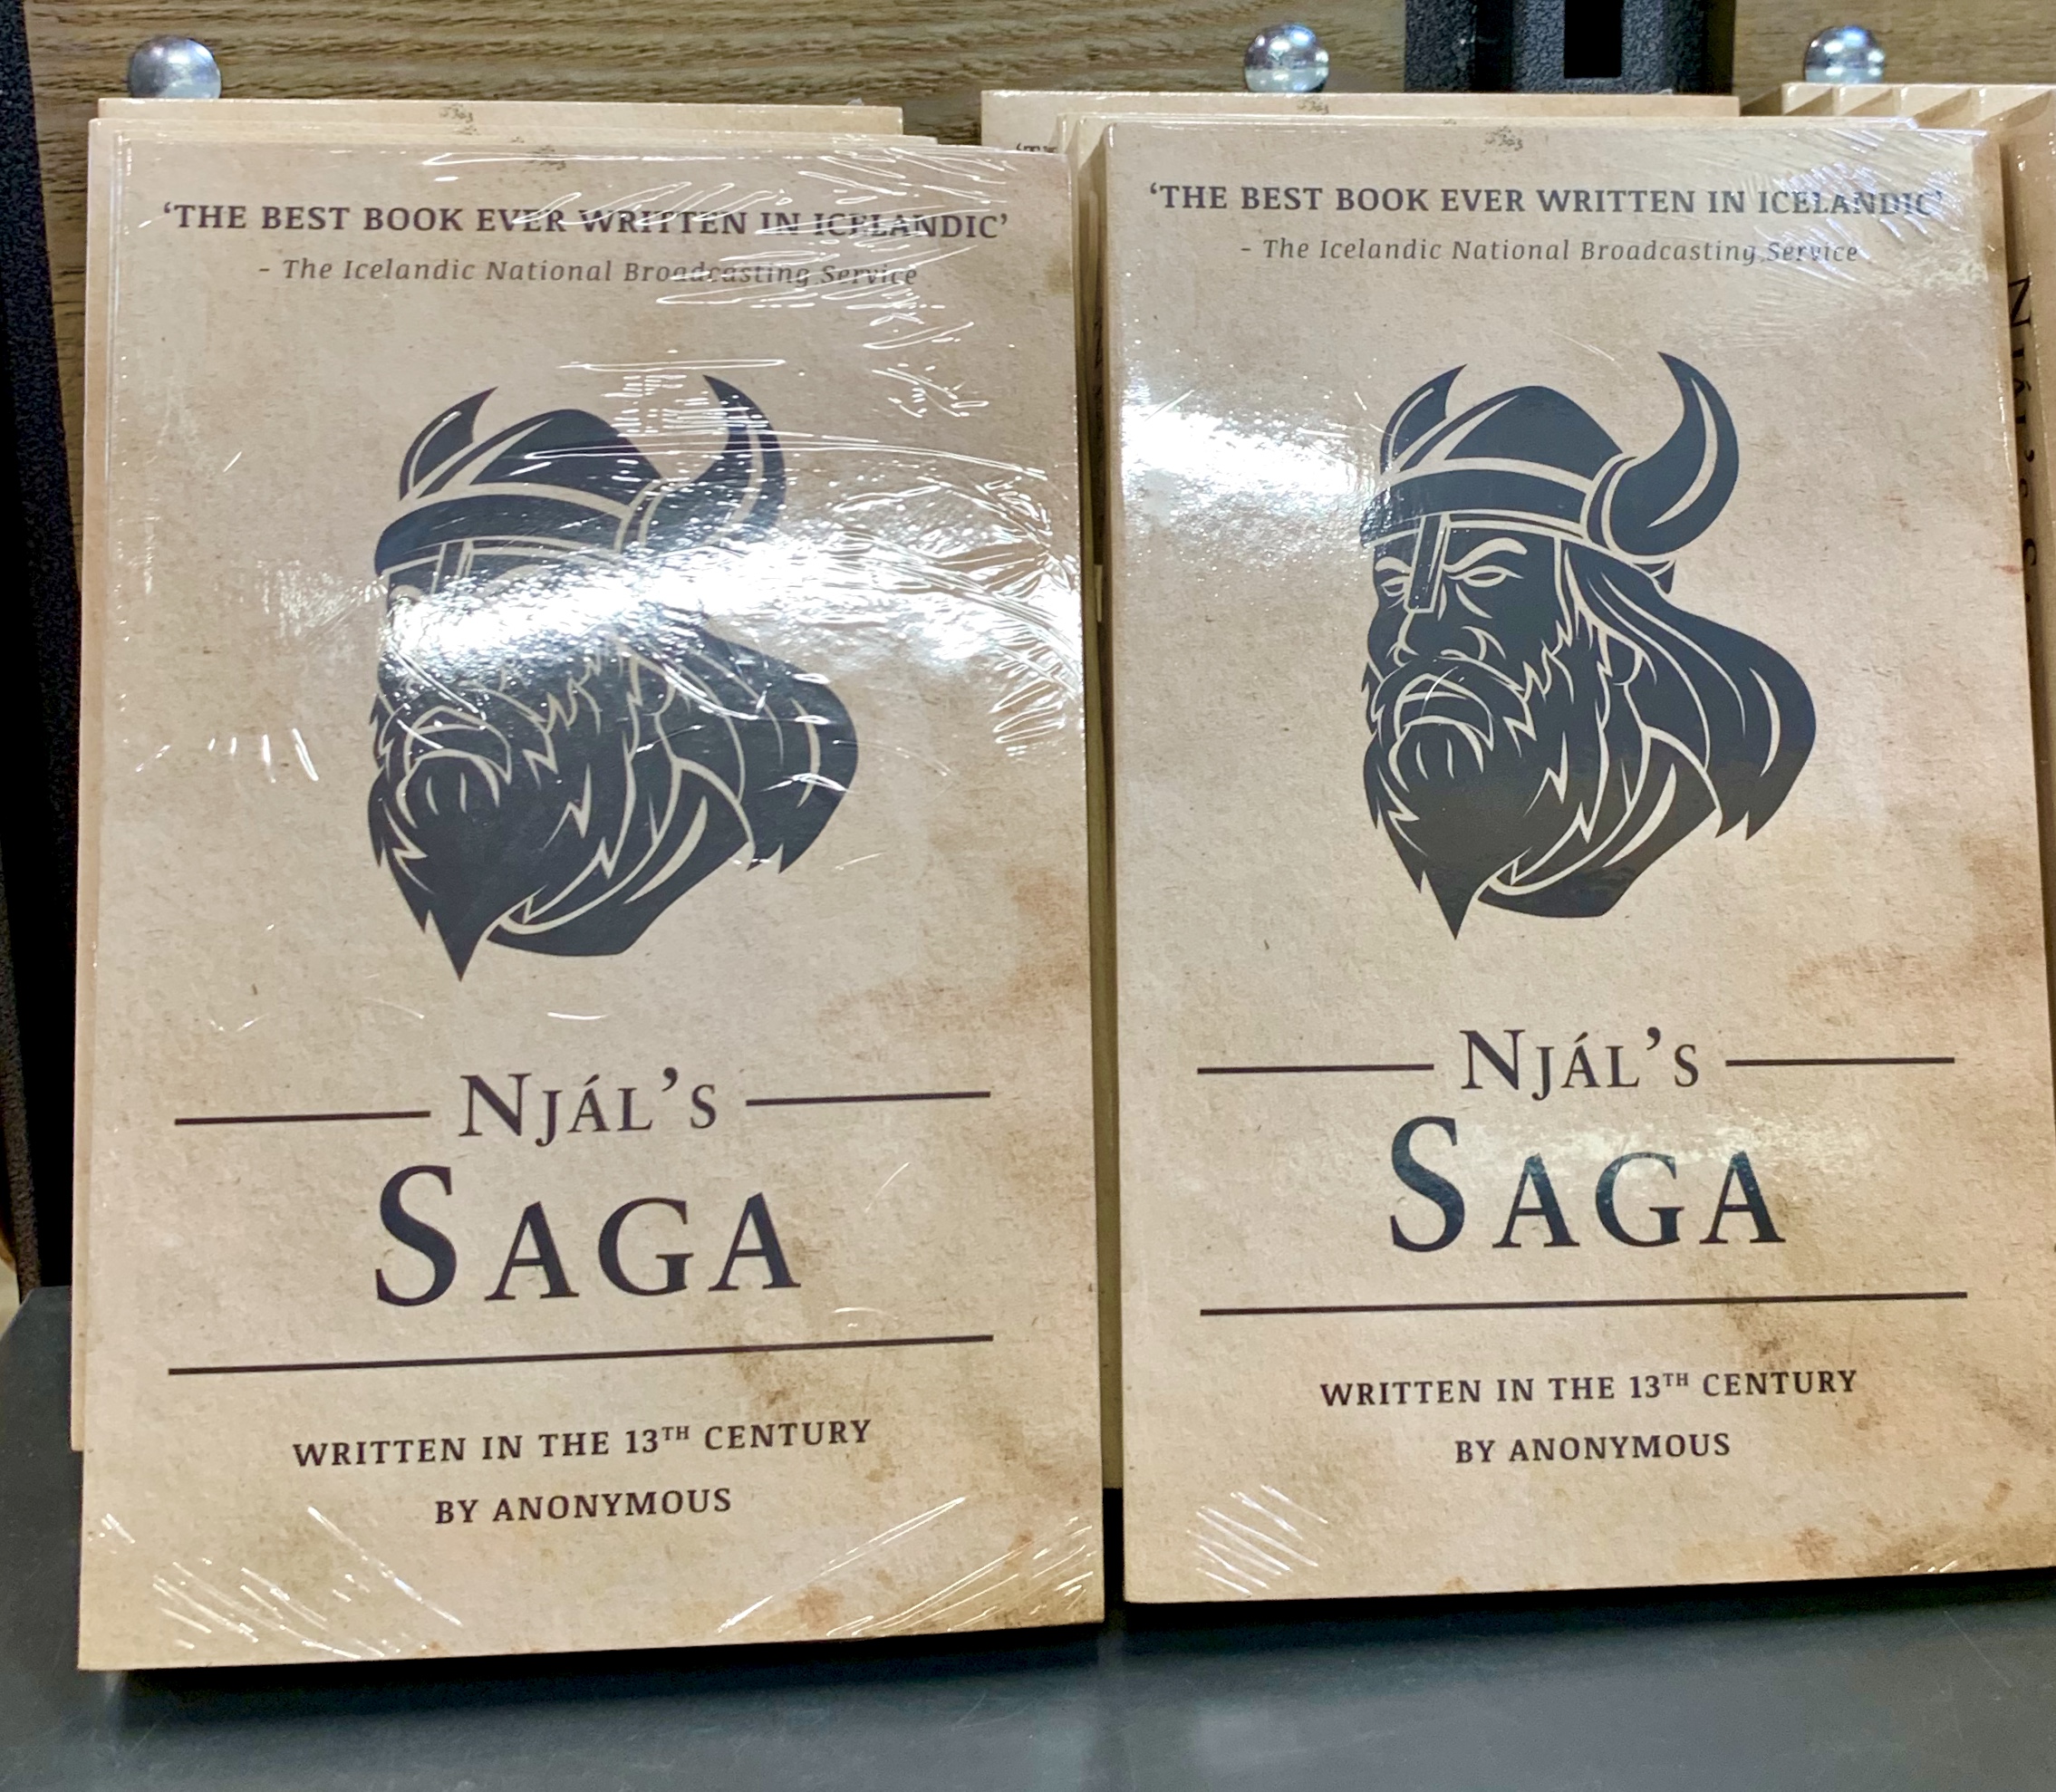 ‘THE BEST BOOK EVER WRITTEN IN ICELANDIC’
– The Icelandic National Broadcasting Service
NJÁL’S
SAGA
WRITTEN IN THE 13TH CENTURY
BY ANONYMOUS
‘THE BEST BOOK EVER WRITTEN IN ICELANDIC’
– The Icelandic National Broadcasting Service
NJÁL’S
SAGA
WRITTEN IN THE 13TH CENTURY
BY ANONYMOUS
NJÁL’S